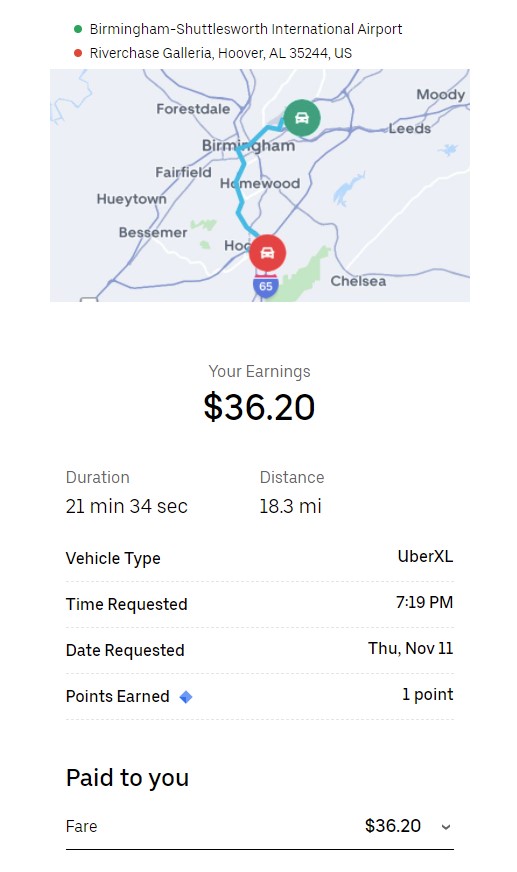 Birmingham-Shuttlesworth International Airport
Riverchase Galleria, Hoover, AL 35244, US
Moody
Forestdale
Leeds
Birmingham
Fairfield
Homewood
Hueytown
Bessemer
Hoo
Chelsea
65
Your Earnings
$36.20
Duration Distance
21 min 34 sec 18.3 mi
Vehicle Type UberXL
Time Requested 7:19 PM
Date Requested Thu, Nov 11
Points Earned 1 point
Paid to you
Fare $36.20